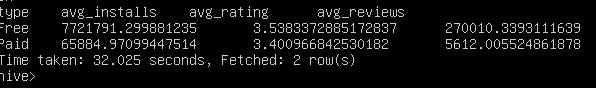 type avg_installs avg_rating avg_reviews
Free 7721791.299881235 3.5383372885172837 270010.3393111639
Paid 65884.97099447514 3.400966842530182 5612.005524861878
Time taken: 32.025 seconds, Fetched: 2 row(s)
hive>